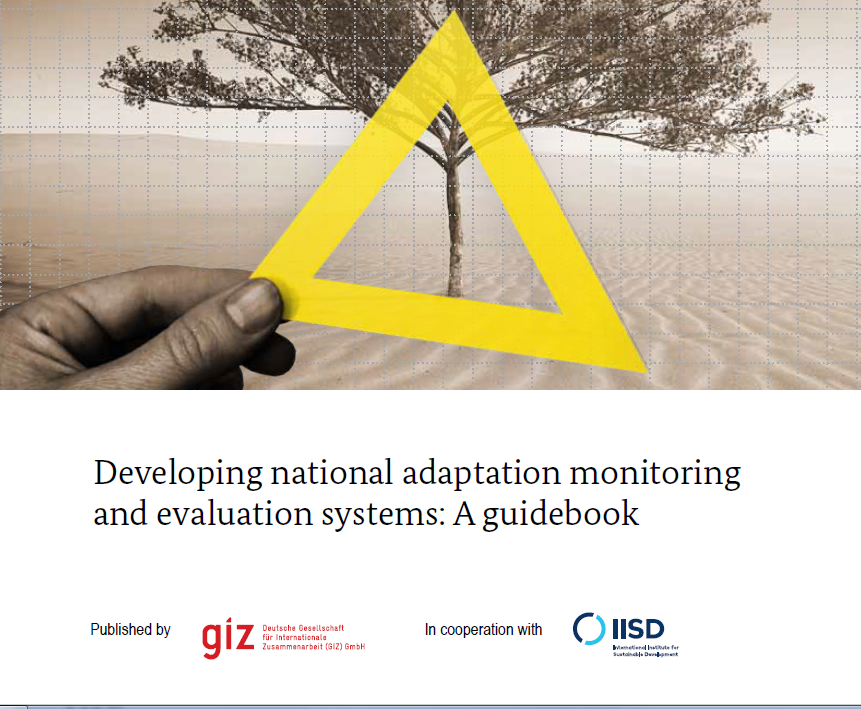 Developing national adaptation monitoring
and evaluation systems: A guidebook
Published by
giz
Deutsche Gesellschaft
für Internationale
Zusammenarbeit (GIZ) GmbH
In cooperation with
IISD
International Institute for
Sustainable Development